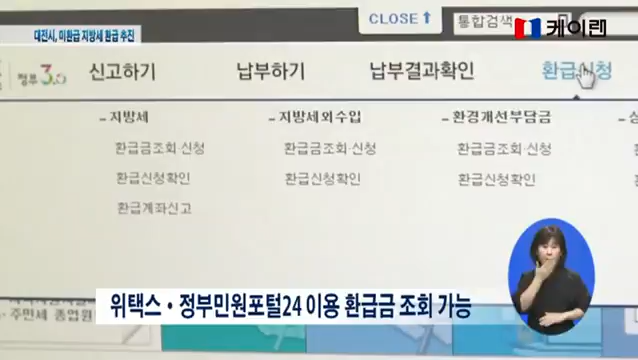 CLOSE↑
통합검색
케이렌
대전시, 미환급 지방세 환급 추진
정부 3.0
신고하기 납부하기 납부결과확인 환급신청
- 지방세 - 지방세외수입 - 환경개선부담금
환급금조회·신청 환급금조회·신청 환급금조회·신청
환급신청확인 환급신청확인 환급신청확인
환급계좌신고
위택스·정부민원포털24 이용 환급금 조회 가능
주민세 종업원